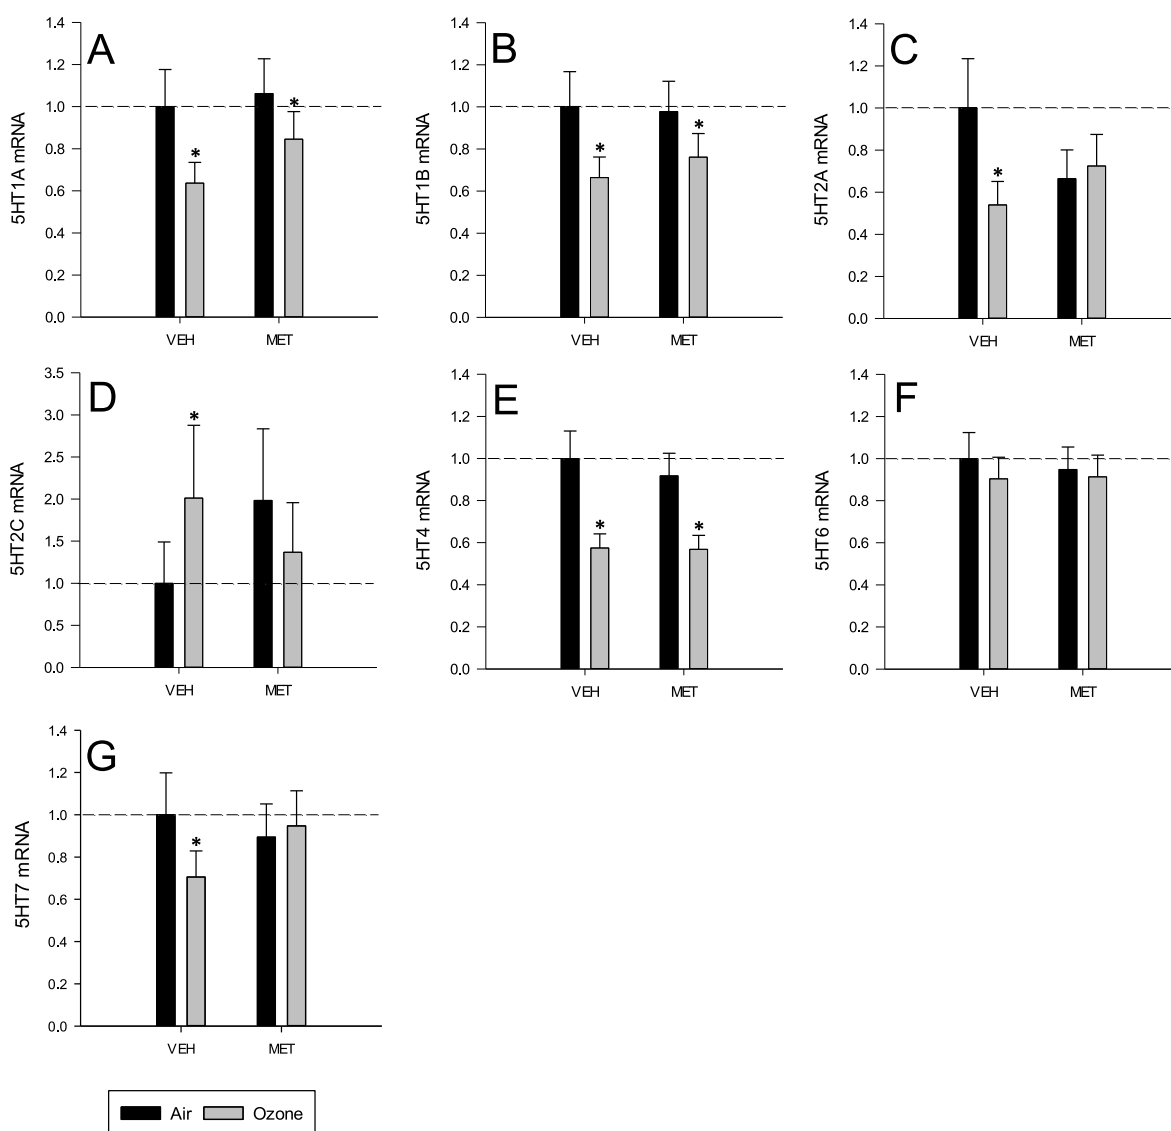 A
5HT1A mRNA
1.4
1.2
1.0
0.8
0.6
0.4
0.2
0.0
*
*
VEH
MET
B
5HT1B mRNA
1.4
1.2
1.0
0.8
0.6
0.4
0.2
0.0
*
*
VEH
MET
C
5HT2A mRNA
1.4
1.2
1.0
0.8
0.6
0.4
0.2
0.0
*
VEH
MET
D
5HT2C mRNA
3.5
3.0
2.5
2.0
1.5
1.0
0.5
0.0
*
VEH
MET
E
5HT4 mRNA
1.4
1.2
1.0
0.8
0.6
0.4
0.2
0.0
*
*
VEH
MET
F
5HT6 mRNA
1.4
1.2
1.0
0.8
0.6
0.4
0.2
0.0
VEH
MET
G
5HT7 mRNA
1.4
1.2
1.0
0.8
0.6
0.4
0.2
0.0
*
VEH
MET
Air
Ozone